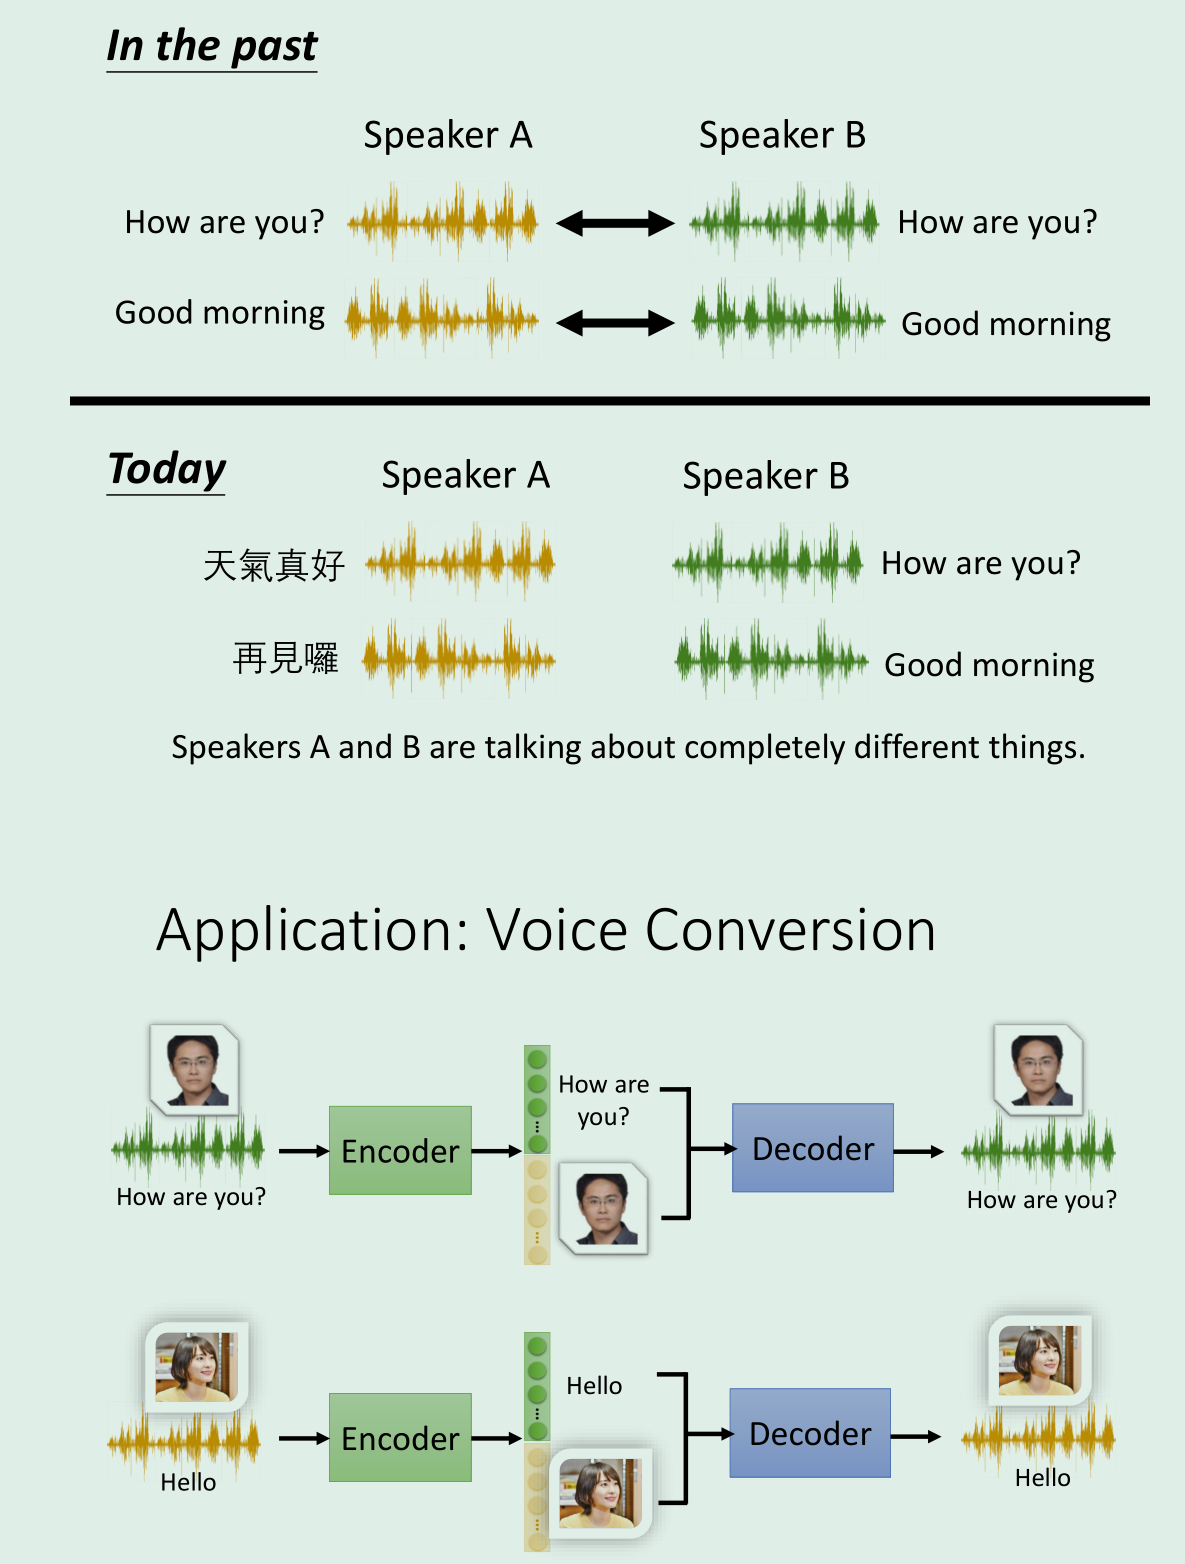 In the past
Speaker A
Speaker B
How are you?
How are you?
Good morning
Good morning
Today
Speaker A
Speaker B
天氣真好
How are you?
再見囉
Good morning
Speakers A and B are talking about completely different things.
Application: Voice Conversion
How are
you?
Encoder
Decoder
How are you?
How are you?
Hello
Encoder
Decoder
Hello
Hello